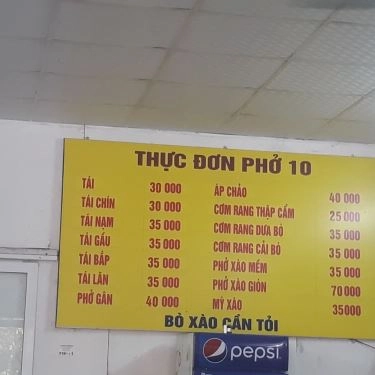 THỰC ĐƠN PHỞ 10
TÁI 30 000
TÁI CHÍN 30 000
TÁI NẠM 35 000
TÁI GẦU 35 000
TÁI BẮP 35 000
TÁI LĂN 35 000
PHỞ GÂN 40 000
ÁP CHẢO 40 000
CƠM RANG THẬP CẨM 25 000
CƠM RANG DƯA BÒ 35 000
CƠM RANG CẢI BÒ 35 000
PHỞ XÀO MỀM 35 000
PHỞ XÀO GIÒN 70 000
MỲ XÀO 35000
BÒ XÀO CẦN TỎI
pepsi